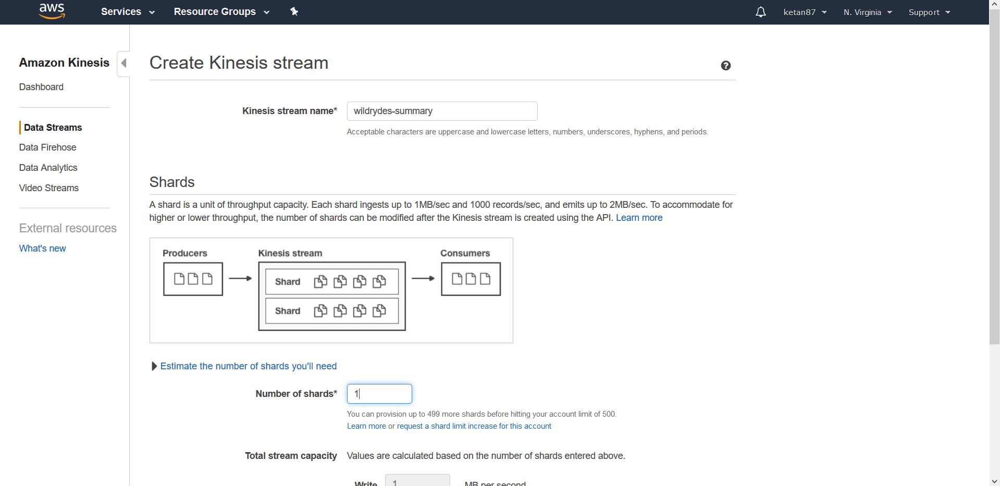 aws
Services
Resource Groups
ketan87
N. Virginia
Support
Amazon Kinesis
Dashboard
Data Streams
Data Firehose
Data Analytics
Video Streams
External resources
What's new
Create Kinesis stream
Kinesis stream name* wildrydes-summary
Acceptable characters are uppercase and lowercase letters, numbers, underscores, hyphens, and periods.
Shards
A shard is a unit of throughput capacity. Each shard ingests up to 1MB/sec and 1000 records/sec, and emits up to 2MB/sec. To accommodate for
higher or lower throughput, the number of shards can be modified after the Kinesis stream is created using the API. Learn more
Producers
Kinesis stream
Consumers
Shard
Shard
Estimate the number of shards you'll need
Number of shards* 1
You can provision up to 499 more shards before hitting your account limit of 500.
Learn more or request a shard limit increase for this account
Total stream capacity Values are calculated based on the number of shards entered above.
Write 1 MB per second